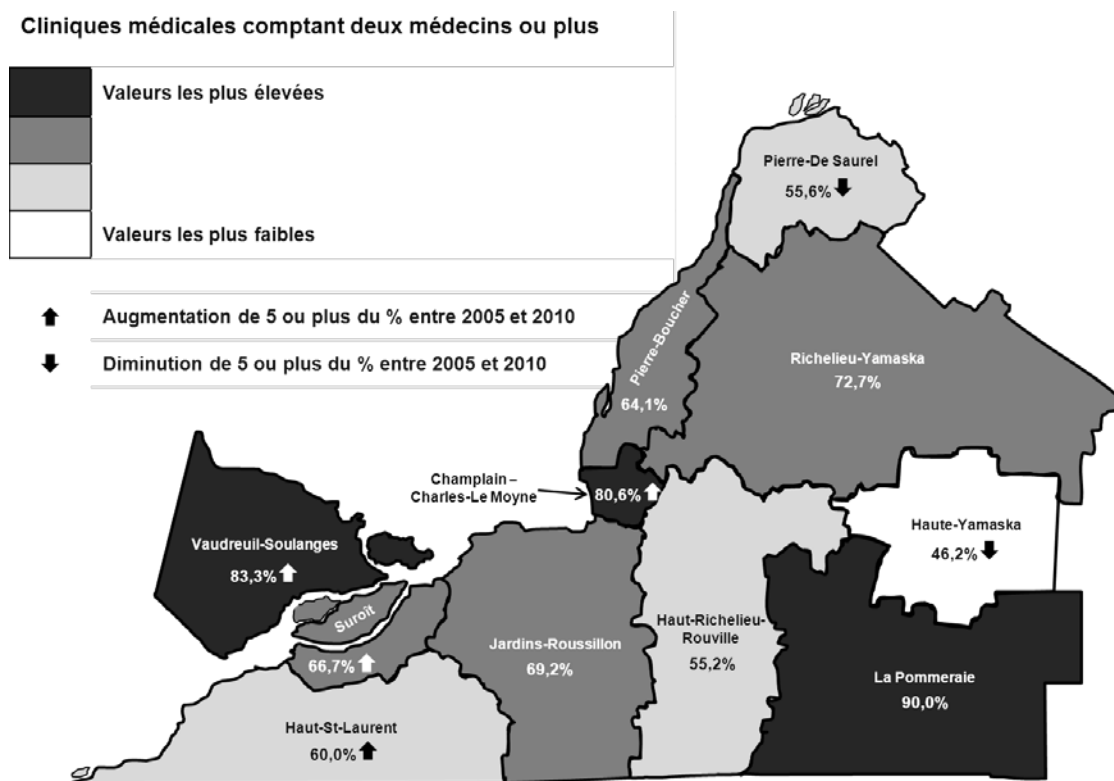 Cliniques médicales comptant deux médecins ou plus
Valeurs les plus élevées
Valeurs les plus faibles
Augmentation de 5 ou plus du % entre 2005 et 2010
Diminution de 5 ou plus du % entre 2005 et 2010
Pierre-De Saurel
55,6%
Pierre-Boucher
64,1%
Richelieu-Yamaska
72,7%
Champlain –
Charles-Le Moyne
80,6%
Haute-Yamaska
46,2%
Vaudreuil-Soulanges
83,3%
Suroît
66,7%
Jardins-Roussillon
69,2%
Haut-Richelieu-
Rouville
55,2%
La Pommeraie
90,0%
Haut-St-Laurent
60,0%